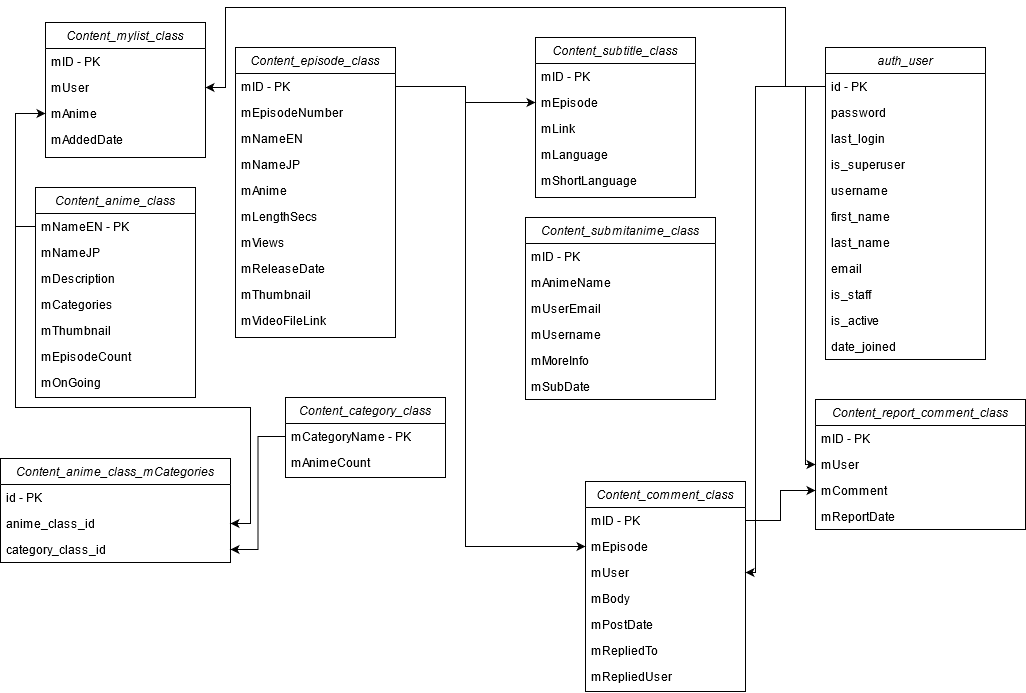 Content_mylist_class
mID - PK
mUser
mAnime
mAddedDate
Content_episode_class
mID - PK
mEpisodeNumber
mNameEN
mNameJP
mAnime
mLengthSecs
mViews
mReleaseDate
mThumbnail
mVideoFileLink
Content_subtitle_class
mID - PK
mEpisode
mLink
mLanguage
mShortLanguage
auth_user
id - PK
password
last_login
is_superuser
username
first_name
last_name
email
is_staff
is_active
date_joined
Content_anime_class
mNameEN - PK
mNameJP
mDescription
mCategories
mThumbnail
mEpisodeCount
mOnGoing
Content_submitanime_class
mID - PK
mAnimeName
mUserEmail
mUsername
mMoreInfo
mSubDate
Content_category_class
mCategoryName - PK
mAnimeCount
Content_report_comment_class
mID - PK
mUser
mComment
mReportDate
Content_anime_class_mCategories
id - PK
anime_class_id
category_class_id
Content_comment_class
mID - PK
mEpisode
mUser
mBody
mPostDate
mRepliedTo
mRepliedUser